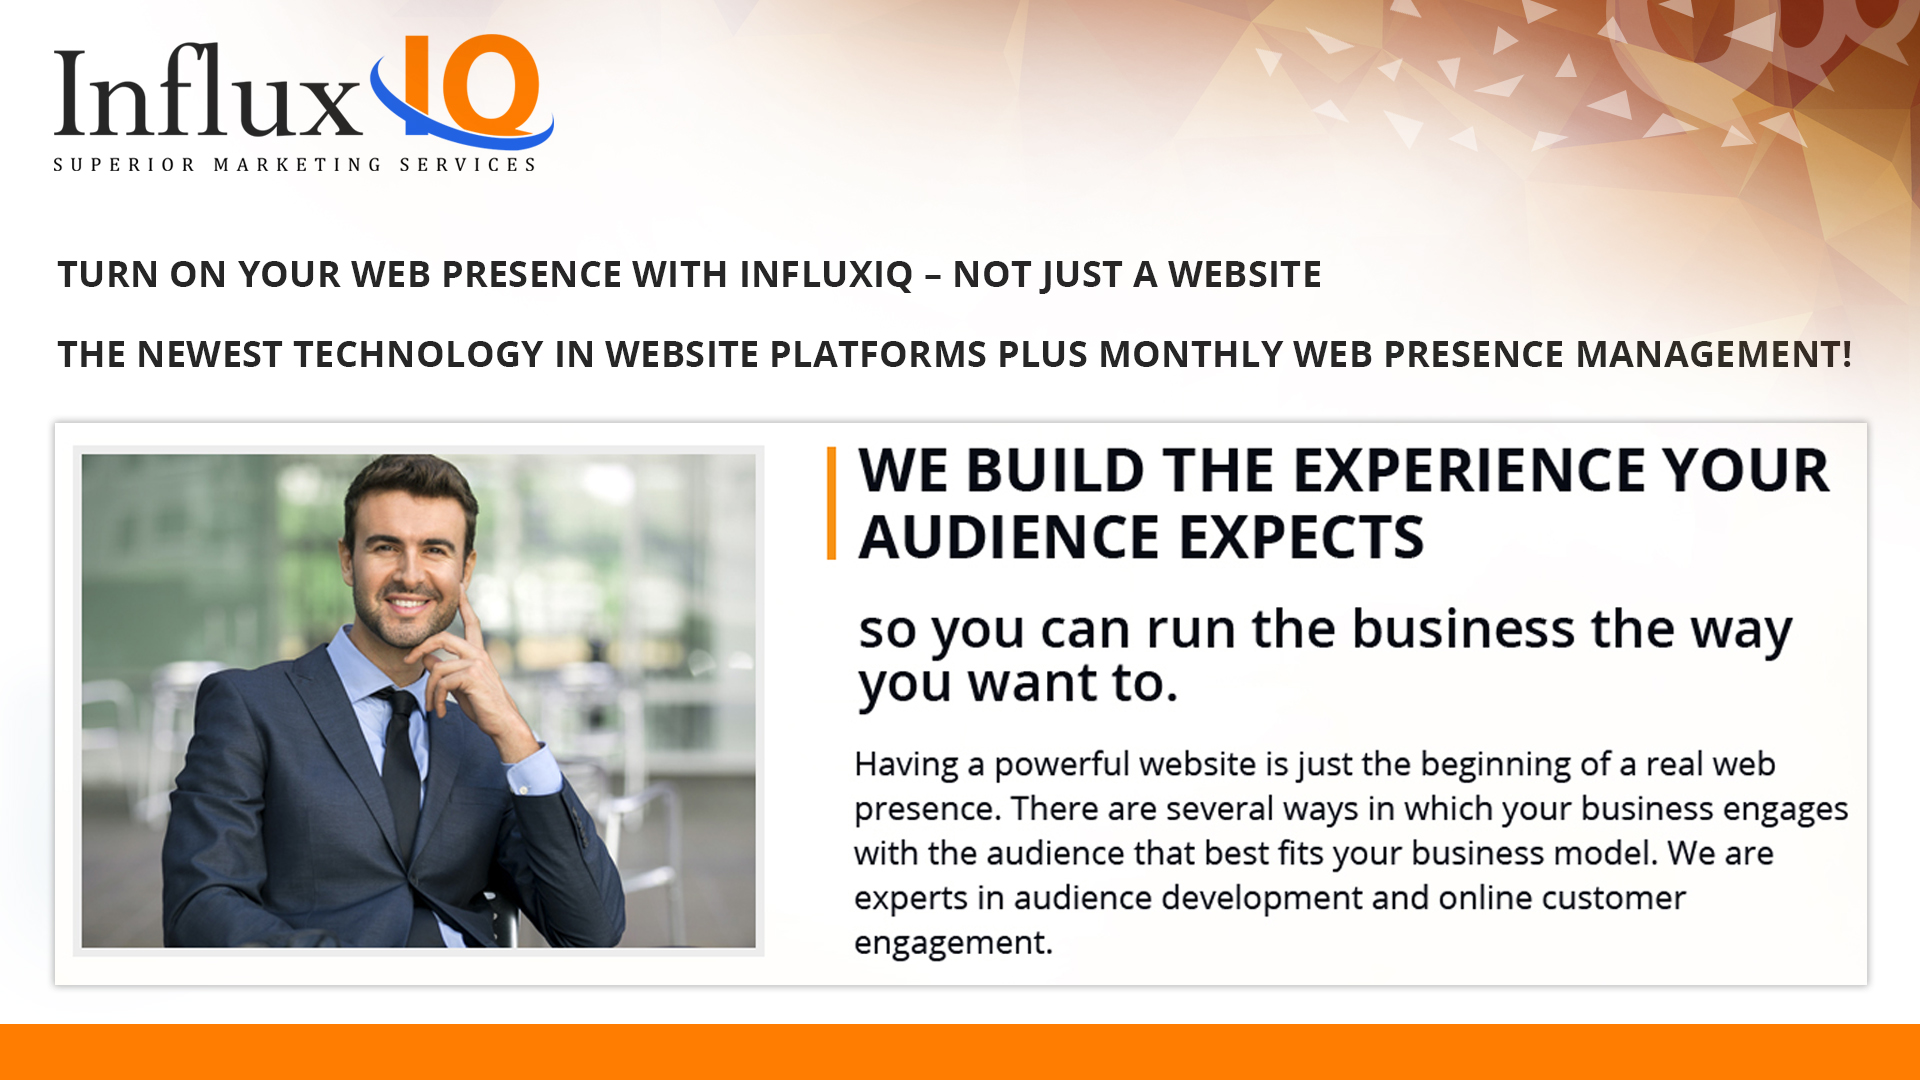 Influx IQ
SUPERIOR MARKETING SERVICES
TURN ON YOUR WEB PRESENCE WITH INFLUXIQ – NOT JUST A WEBSITE
THE NEWEST TECHNOLOGY IN WEBSITE PLATFORMS PLUS MONTHLY WEB PRESENCE MANAGEMENT!
WE BUILD THE EXPERIENCE YOUR
AUDIENCE EXPECTS
so you can run the business the way
you want to.
Having a powerful website is just the beginning of a real web
presence. There are several ways in which your business engages
with the audience that best fits your business model. We are
experts in audience development and online customer
engagement.